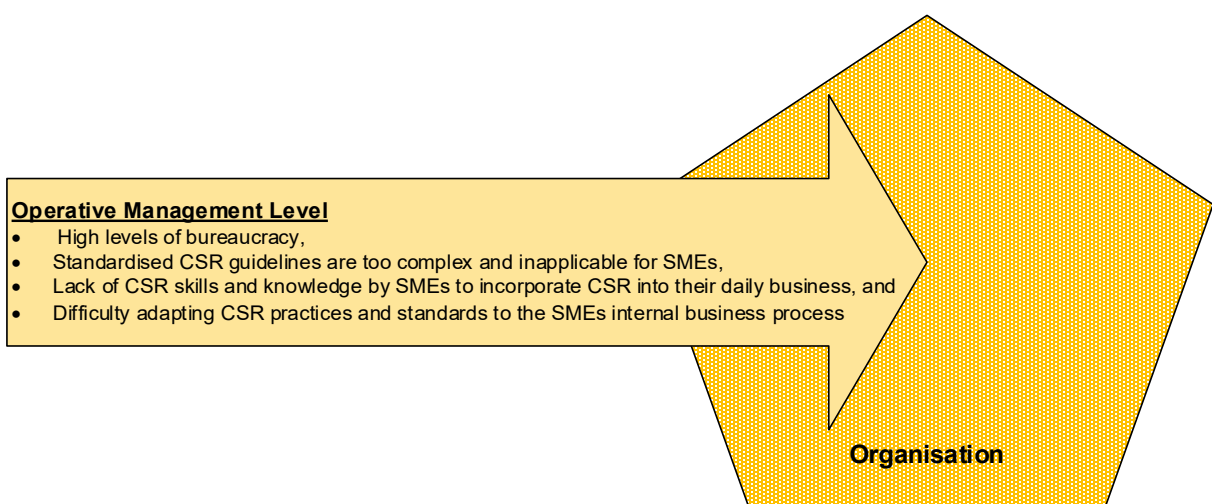 Operative Management Level
• High levels of bureaucracy,
• Standardised CSR guidelines are too complex and inapplicable for SMEs,
• Lack of CSR skills and knowledge by SMEs to incorporate CSR into their daily business, and
• Difficulty adapting CSR practices and standards to the SMEs internal business process
Organisation